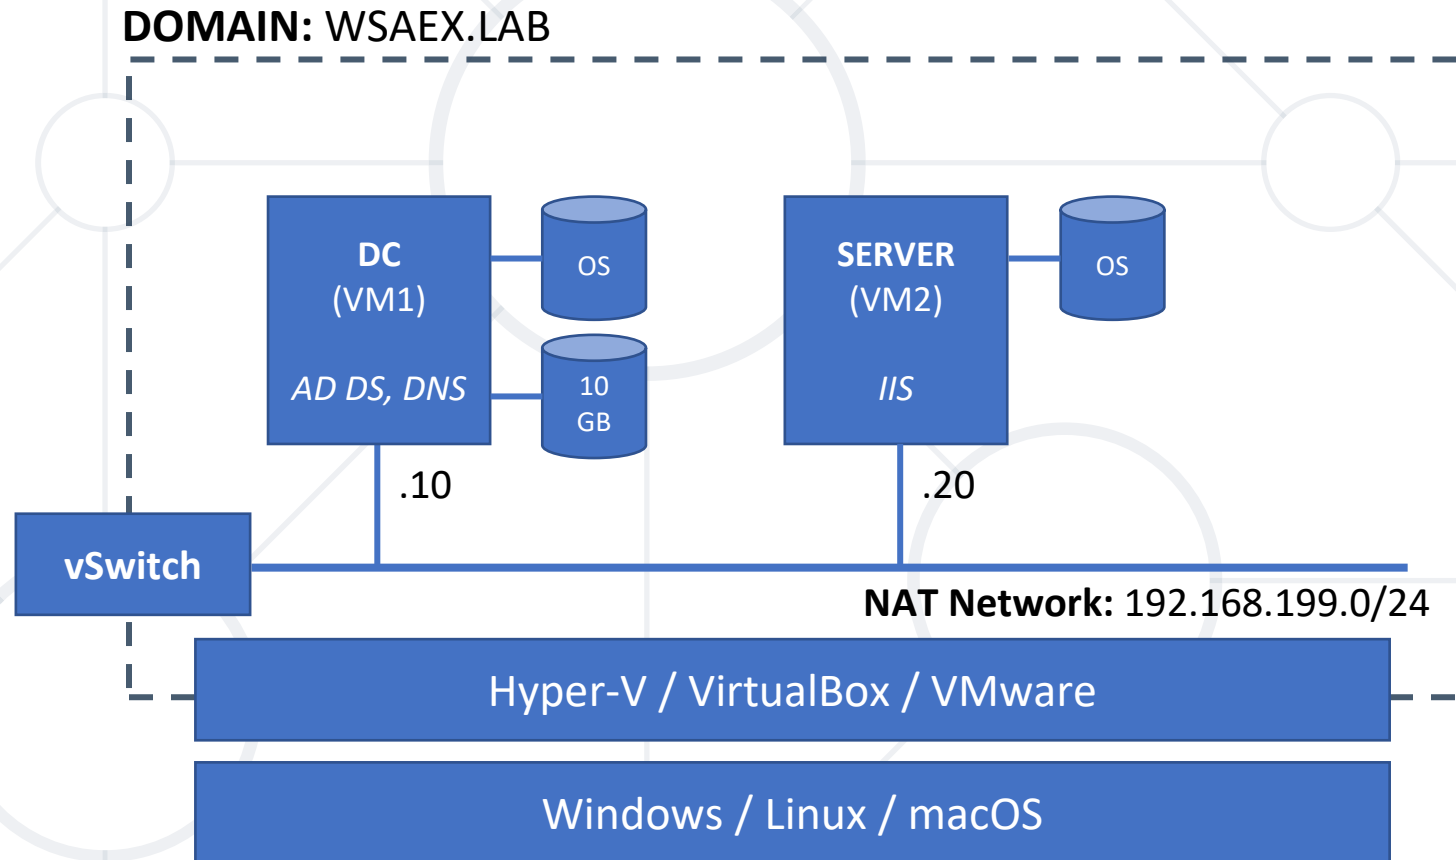 DOMAIN: WSAEX.LAB
DC
(VM1)
AD DS, DNS
OS
10
GB
SERVER
(VM2)
IIS
OS
.10
.20
vSwitch
NAT Network: 192.168.199.0/24
Hyper-V / VirtualBox / VMware
Windows / Linux / macOS